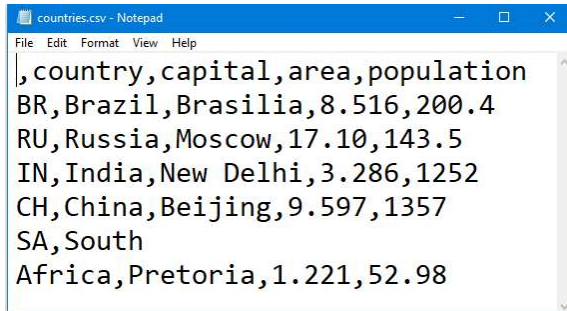 countries.csv - Notepad
File Edit Format View Help
,country,capital,area,population
BR,Brazil,Brasilia,8.516,200.4
RU,Russia,Moscow,17.10,143.5
IN,India,New Delhi,3.286,1252
CH,China,Beijing,9.597,1357
SA,South
Africa,Pretoria,1.221,52.98